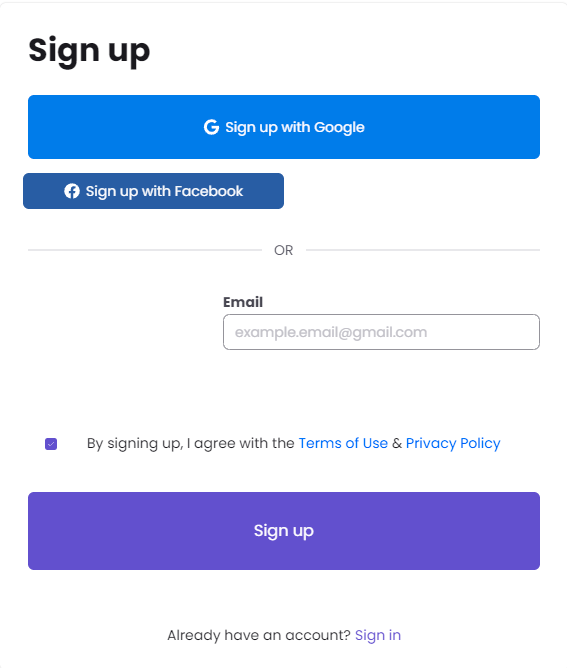 Sign up
Sign up with Google
Sign up with Facebook
OR
Email
example.email@gmail.com
By signing up, I agree with the Terms of Use & Privacy Policy
Sign up
Already have an account? Sign in